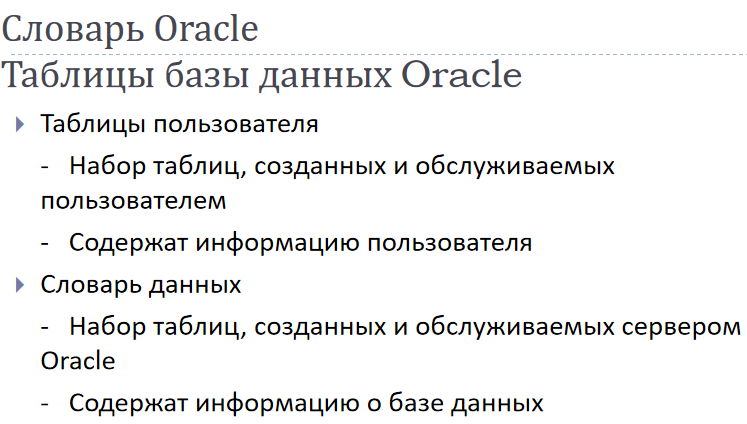 Словарь Oracle
Таблицы базы данных Oracle
Таблицы пользователя
- Набор таблиц, созданных и обслуживаемых
пользователем
- Содержат информацию пользователя
Словарь данных
- Набор таблиц, созданных и обслуживаемых сервером
Oracle
- Содержат информацию о базе данных